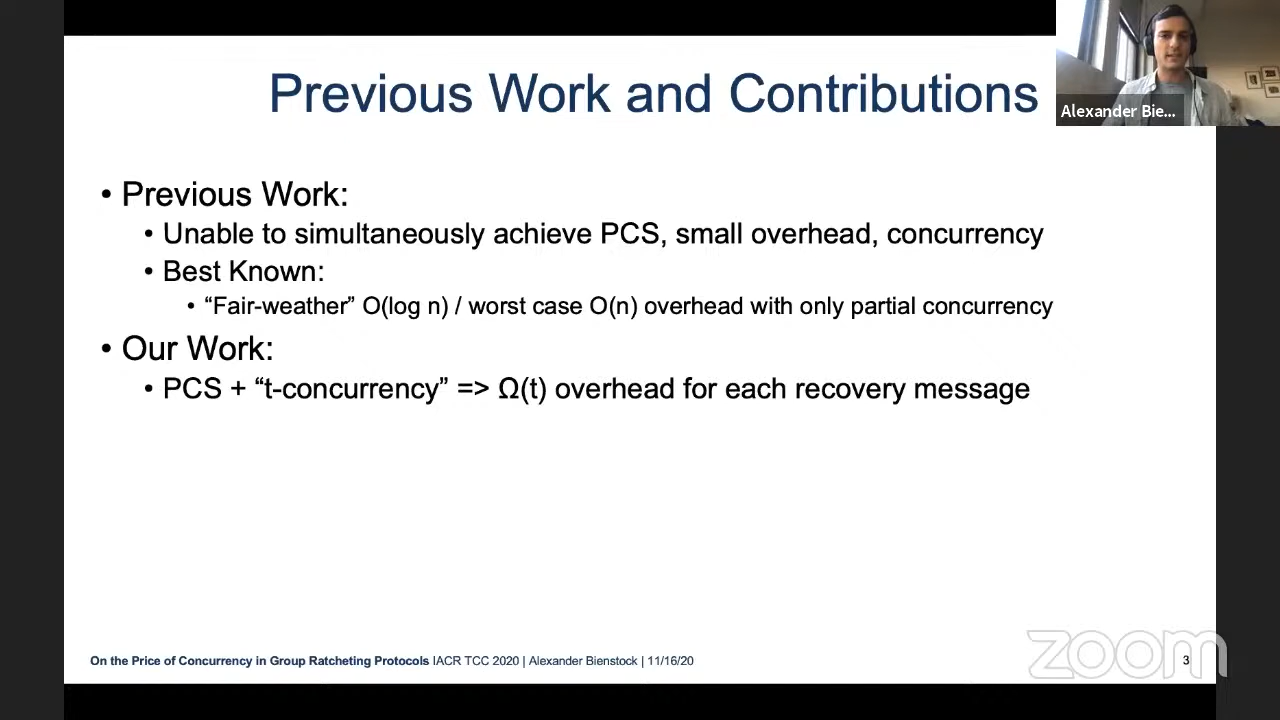 Previous Work and Contributions
Alexander Bie...
• Previous Work:
• Unable to simultaneously achieve PCS, small overhead, concurrency
• Best Known:
• “Fair-weather” O(log n) / worst case O(n) overhead with only partial concurrency
• Our Work:
• PCS + “t-concurrency” => Ω(t) overhead for each recovery message
On the Price of Concurrency in Group Ratcheting Protocols IACR TCC 2020 | Alexander Bienstock | 11/16/20
zoom
3